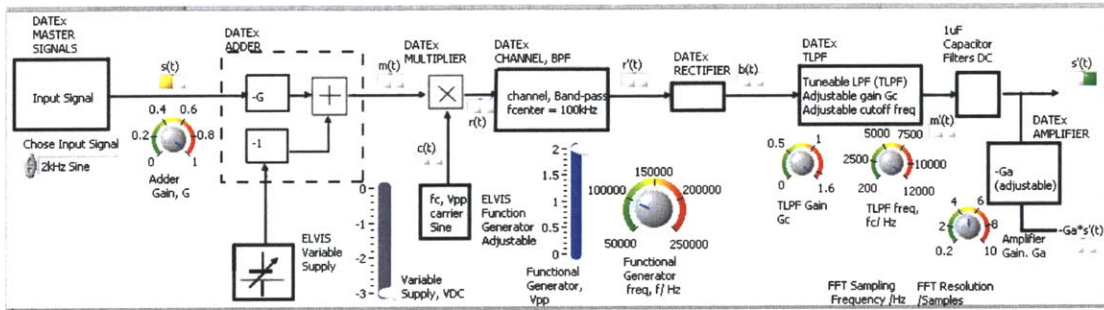 DATEx
MASTER
SIGNALS
Input Signal
Chose Input Signal
2kHz Sine
s(t)
0.4 0.6
0.2 0.8
0 1
Adder
Gain, G
DATEx
ADDER
-G
-1
+
ELVIS
Variable
Supply
m(t)
0
-1
-2
-3
Variable
Supply, VDC
DATEx
MULTIPLIER
X
c(t)
r(t)
fc, Vpp
carrier
Sine
ELVIS
Function
Generator
Adjustable
DATEx
CHANNEL, BPF
channel, Band-pass
fcenter = 100kHz
2
1.5
1
0.5
0
Functional
Generator,
Vpp
150000
100000 200000
50000 250000
Functional
Generator
freq, f/ Hz
r'(t)
DATEx
RECTIFIER
b(t)
DATEx
TLPF
Tuneable LPF (TLPF)
Adjustable gain Gc
Adjustable cutoff freq
0.5 1
0 1.6
TLPF Gain
Gc
5000 7500
2500 10000
200 12000
TLPF freq,
fc/ Hz
m'(t)
1uF
Capacitor
Filters DC
s'(t)
DATEx
AMPLIFIER
-Ga
(adjustable)
-Ga*s'(t)
4 6
2 8
0.2 10
Amplifier
Gain. Ga
FFT Sampling
Frequency /Hz
FFT Resolution
/Samples